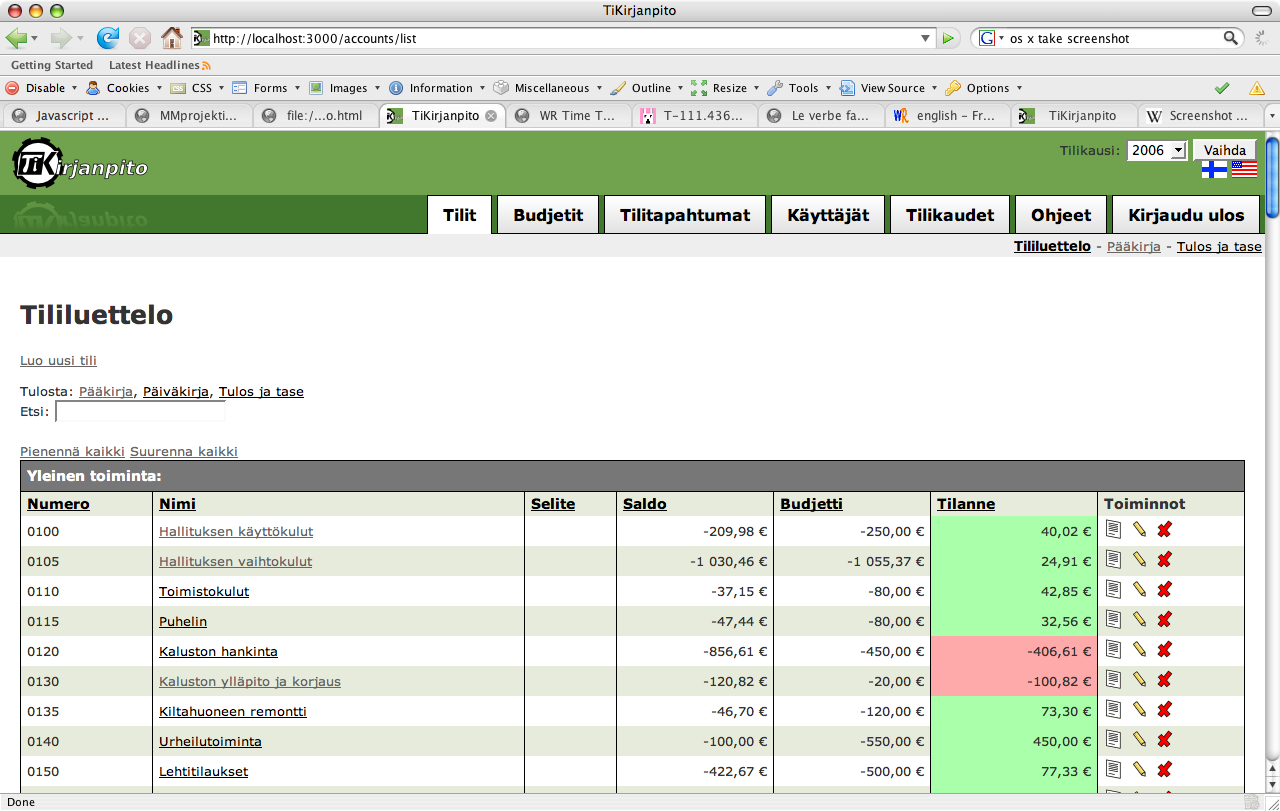 TiKirjanpito
http://localhost:3000/accounts/list
os x take screenshot
Getting Started Latest Headlines
Disable Cookies CSS Forms Images Information Miscellaneous Outline Resize Tools View Source Options
Javascript ... MMprojekti... file:/...o.html TiKirjanpito WR Time T... T-111.436... Le verbe fa... english – Fr... TiKirjanpito Screenshot ...
TiKirjanpito
Tilikausi: 2006 Vaihda
Tilit Budjetit Tilitapahtumat Käyttäjät Tilikaudet Ohjeet Kirjaudu ulos
Tililuettelo - Pääkirja - Tulos ja tase
Tililuettelo
Luo uusi tili
Tulosta: Pääkirja, Päiväkirja, Tulos ja tase
Etsi:
Pienennä kaikki Suurenna kaikki
Yleinen toiminta:
Numero Nimi Selite Saldo Budjetti Tilanne Toiminnot
0100 Hallituksen käyttökulut -209,98 € -250,00 € 40,02 €
0105 Hallituksen vaihtokulut -1 030,46 € -1 055,37 € 24,91 €
0110 Toimistokulut -37,15 € -80,00 € 42,85 €
0115 Puhelin -47,44 € -80,00 € 32,56 €
0120 Kaluston hankinta -856,61 € -450,00 € -406,61 €
0130 Kaluston ylläpito ja korjaus -120,82 € -20,00 € -100,82 €
0135 Kiltahuoneen remontti -46,70 € -120,00 € 73,30 €
0140 Urheilutoiminta -100,00 € -550,00 € 450,00 €
0150 Lehtitilaukset -422,67 € -500,00 € 77,33 €
Done